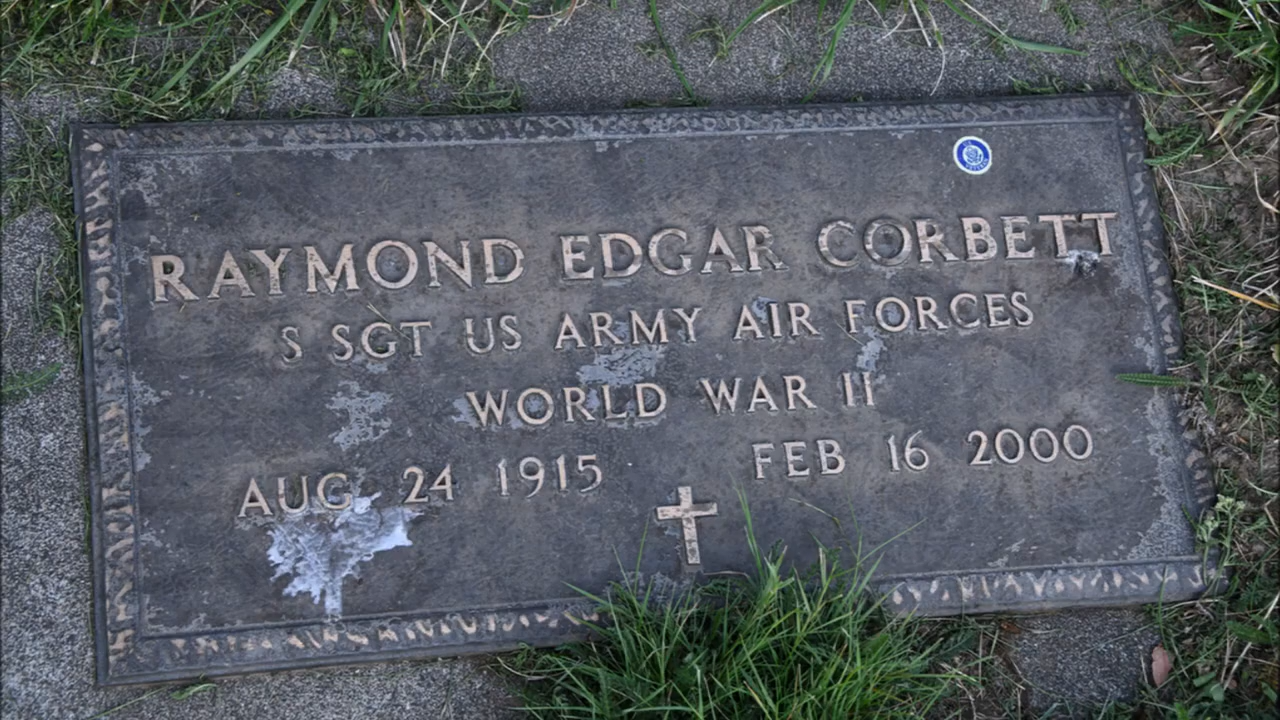 RAYMOND EDGAR CORBETT
S SGT US ARMY AIR FORCES
WORLD WAR II
AUG 24 1915 FEB 16 2000